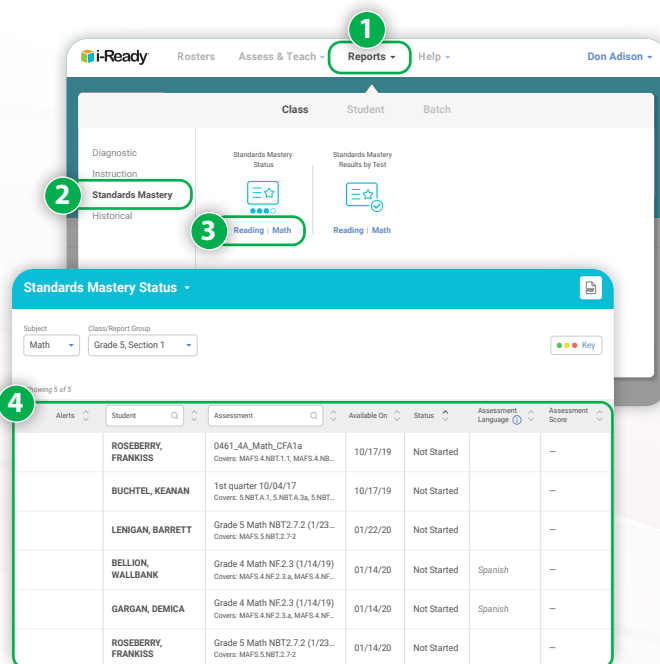 1
i-Ready Rosters Assess & Teach Reports Help Don Adison
Class Student Batch
Diagnostic
Instruction
2 Standards Mastery
Historical
Standards Mastery
Status
Standards Mastery
Results by Test
3 Reading | Math Reading | Math
Standards Mastery Status
PDF
Subject Class/Report Group
Math Grade 5, Section 1 Key
Showing 5 of 5
4
Alerts Student Assessment Available On Status Assessment Language Assessment Score
ROSEBERRY, FRANKISS 0461_4A_Math_CFA1a 10/17/19 Not Started –
Covers: MAFS.4.NBT.1.1, MAFS.4.NB...
BUCHTEL, KEANAN 1st quarter 10/04/17 10/17/19 Not Started –
Covers: 5.NBT.A.1, 5.NBT.A.3a, 5.NBT...
LENIGAN, BARRETT Grade 5 Math NBT2.7.2 (1/23... 01/22/20 Not Started –
Covers: MAFS.5.NBT.2.7-2
BELLION, WALLBANK Grade 4 Math NF.2.3 (1/14/19) 01/14/20 Not Started Spanish –
Covers: MAFS.4.NF.2.3.a, MAFS.4.NF...
GARGAN, DEMICA Grade 4 Math NF.2.3 (1/14/19) 01/14/20 Not Started Spanish –
Covers: MAFS.4.NF.2.3.a, MAFS.4.NF...
ROSEBERRY, FRANKISS Grade 5 Math NBT2.7.2 (1/23... 01/14/20 Not Started –
Covers: MAFS.5.NBT.2.7-2